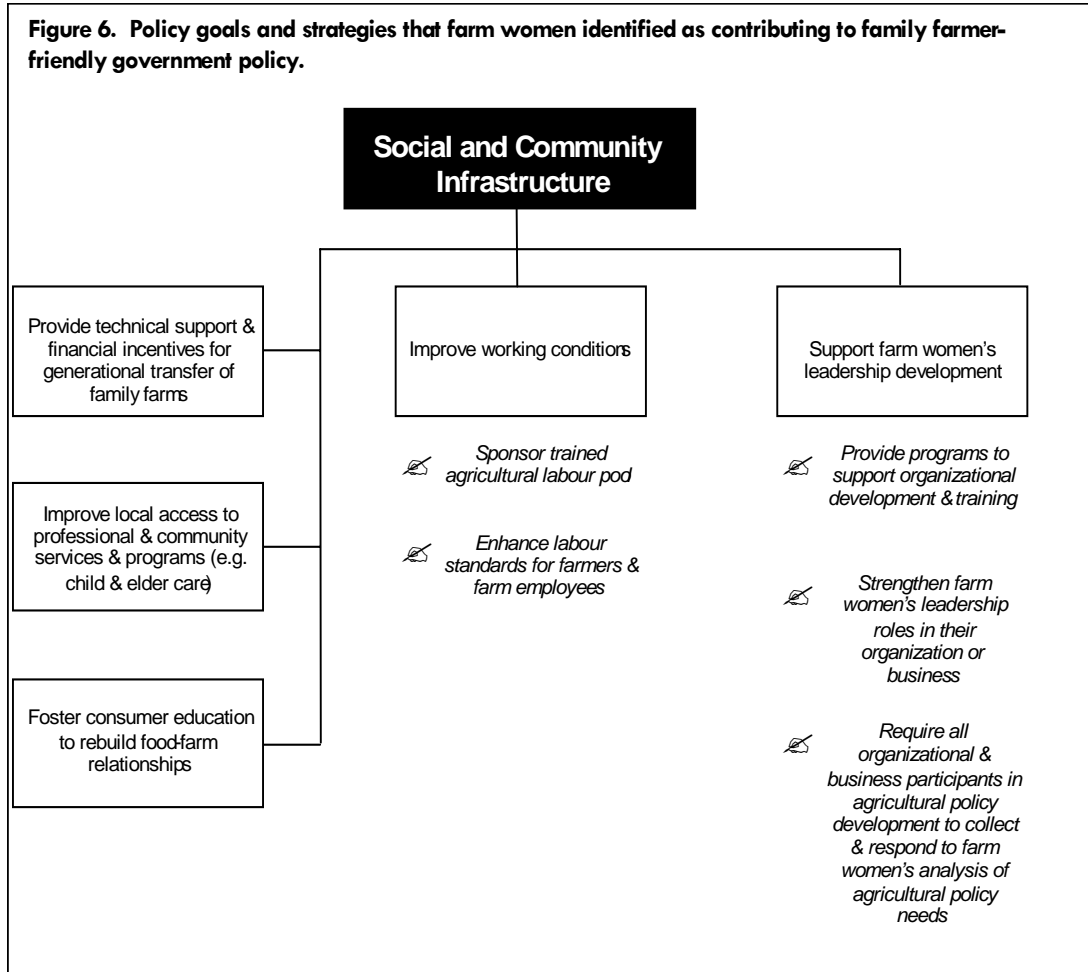 Figure 6. Policy goals and strategies that farm women identified as contributing to family farmer-
friendly government policy.
Social and Community
Infrastructure
Provide technical support &
financial incentives for
generational transfer of
family farms
Improve local access to
professional & community
services & programs (e.g.
child & elder care)
Foster consumer education
to rebuild food-farm
relationships
Improve working conditions
Sponsor trained
agricultural labour pod
Enhance labour
standards for farmers &
farm employees
Support farm women's
leadership development
Provide programs to
support organizational
development & training
Strengthen farm
women's leadership
roles in their
organization or
business
Require all
organizational &
business participants in
agricultural policy
development to collect
& respond to farm
women's analysis of
agricultural policy
needs